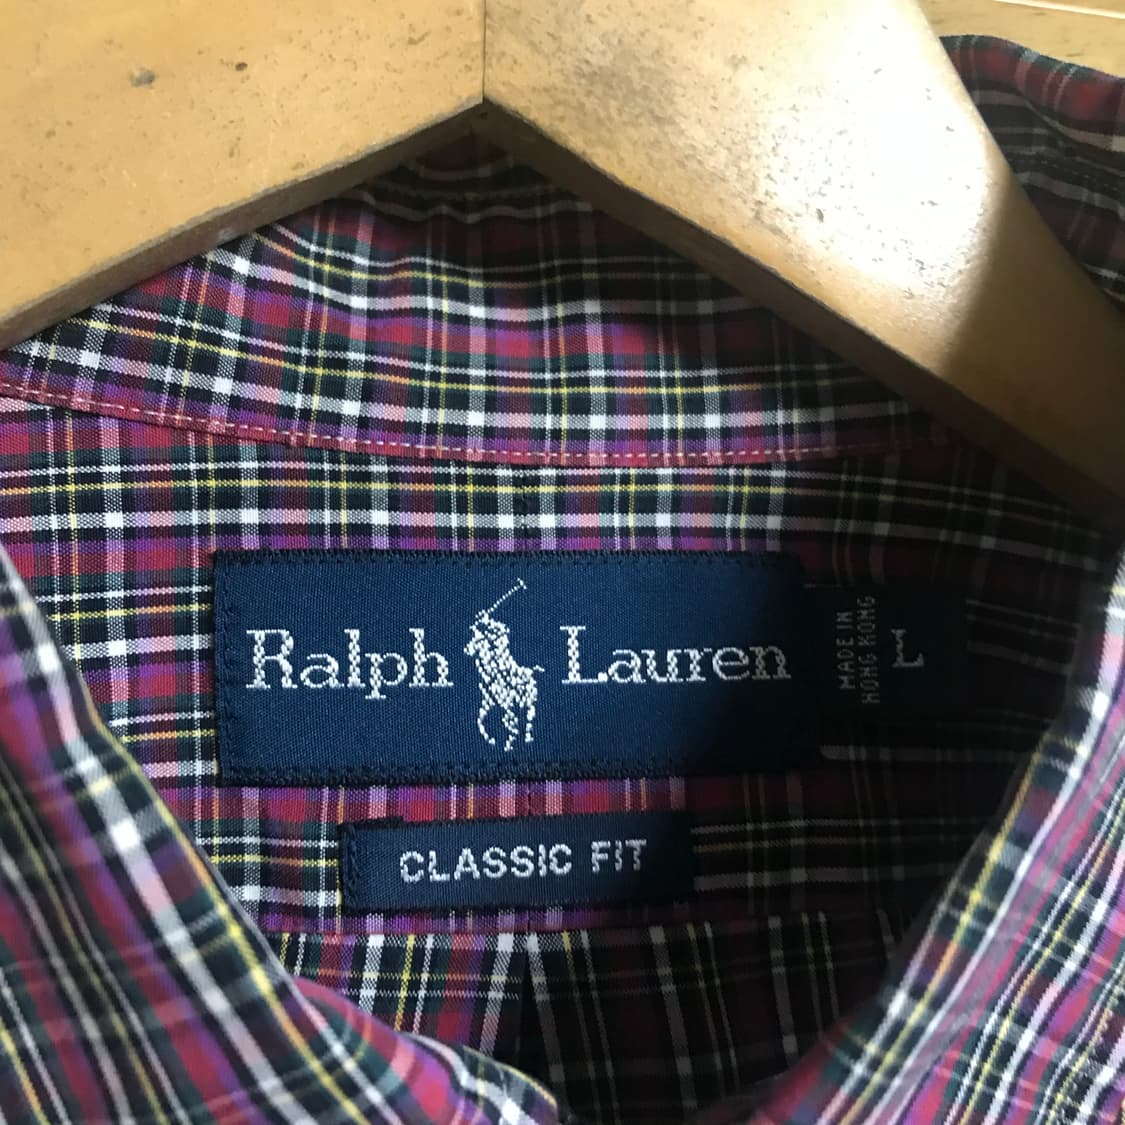 Ralph Lauren
MADE IN
HONG KONG
L
CLASSIC FIT